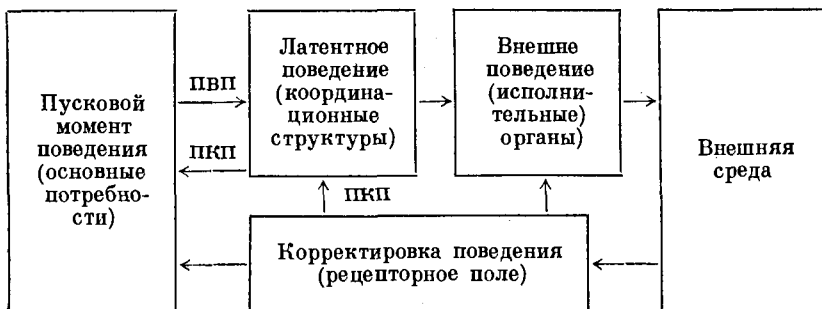 Пусковой
момент
поведения
(основные
потребно-
сти)
ПВП
ПКП
Латентное
поведение
(координа-
ционные
структуры)
ПКП
Внешне
поведение
(исполни-
тельные)
органы)
Внешняя
среда
Корректировка поведения
(рецепторное поле)